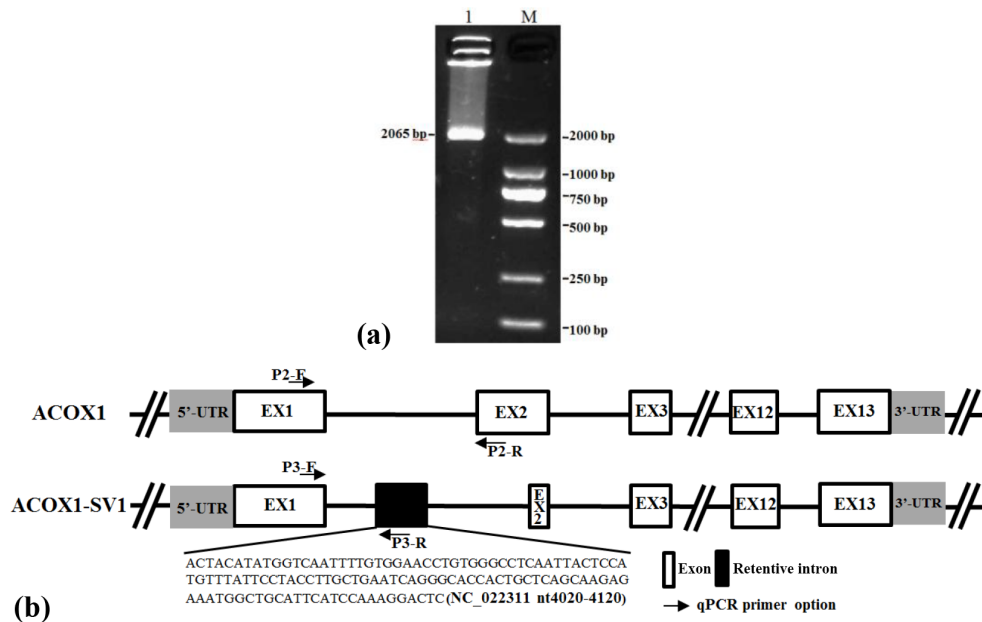 1 M
2065 bp
2000 bp
1000 bp
750 bp
500 bp
250 bp
100 bp
(a)
P2-F
ACOX1 5'-UTR EX1 EX2 EX3 EX12 EX13 3'-UTR
P2-R
P3-F
ACOX1-SV1 5'-UTR EX1 EX2 EX3 EX12 EX13 3'-UTR
P3-R
ACTACATATGGTCAATTTTGTGGAACCTGTGGGCCTCAATTACTCCA
TGTTTATTCCTACCTTGCTGAATCAGGGCACCACTGCTCAGCAAGAG
AAATGGCTGCATTCATCCAAAGGACTC(NC_022311 nt4020-4120)
Exon Retentive intron
qPCR primer option
(b)